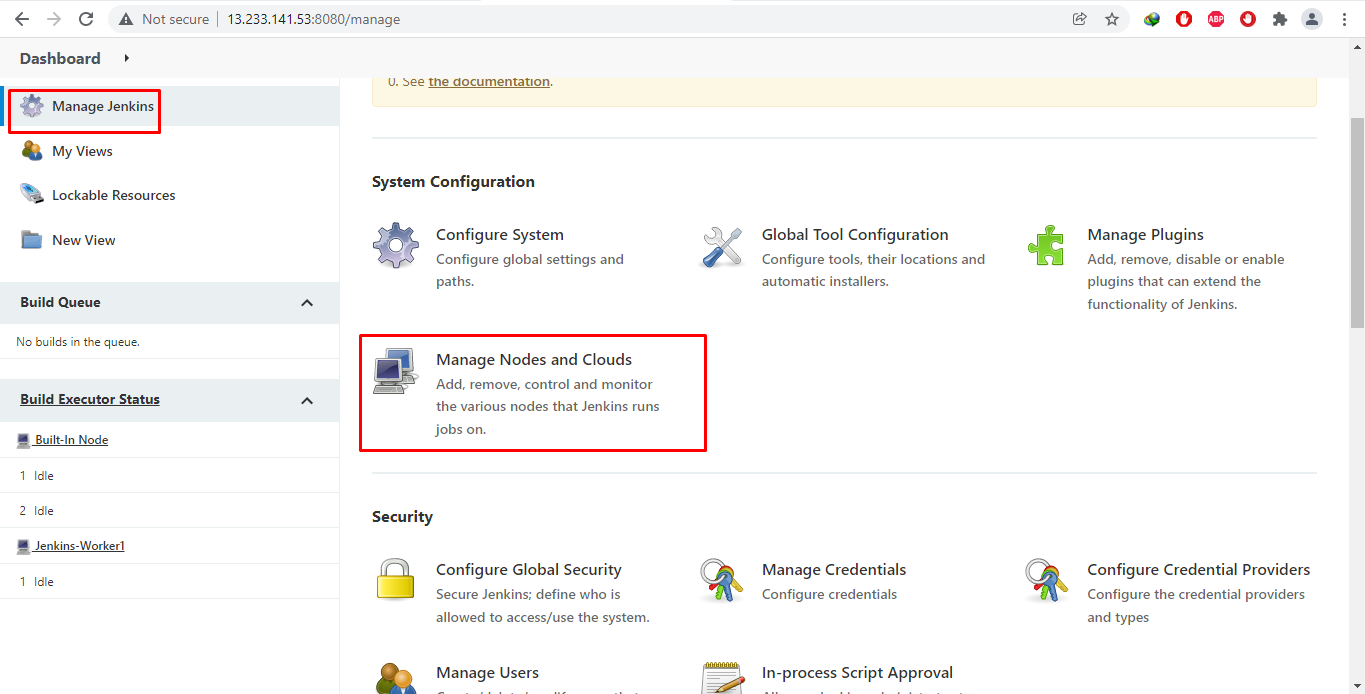 Not secure
13.233.141.53:8080/manage
ABP
Dashboard
Manage Jenkins
My Views
Lockable Resources
New View
Build Queue
No builds in the queue.
Build Executor Status
Built-In Node
1 Idle
2 Idle
Jenkins-Worker1
1 Idle
0. See the documentation.
System Configuration
Configure System
Configure global settings and
paths.
Global Tool Configuration
Configure tools, their locations and
automatic installers.
Manage Plugins
Add, remove, disable or enable
plugins that can extend the
functionality of Jenkins.
Manage Nodes and Clouds
Add, remove, control and monitor
the various nodes that Jenkins runs
jobs on.
Security
Configure Global Security
Secure Jenkins; define who is
allowed to access/use the system.
Manage Credentials
Configure credentials
Configure Credential Providers
Configure the credential providers
and types
Manage Users
In-process Script Approval